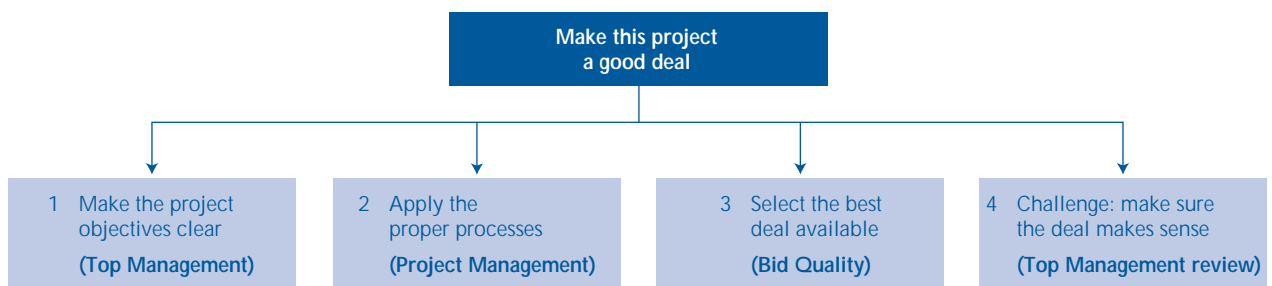 Make this project
a good deal
1 Make the project
objectives clear
(Top Management)
2 Apply the
proper processes
(Project Management)
3 Select the best
deal available
(Bid Quality)
4 Challenge: make sure
the deal makes sense
(Top Management review)